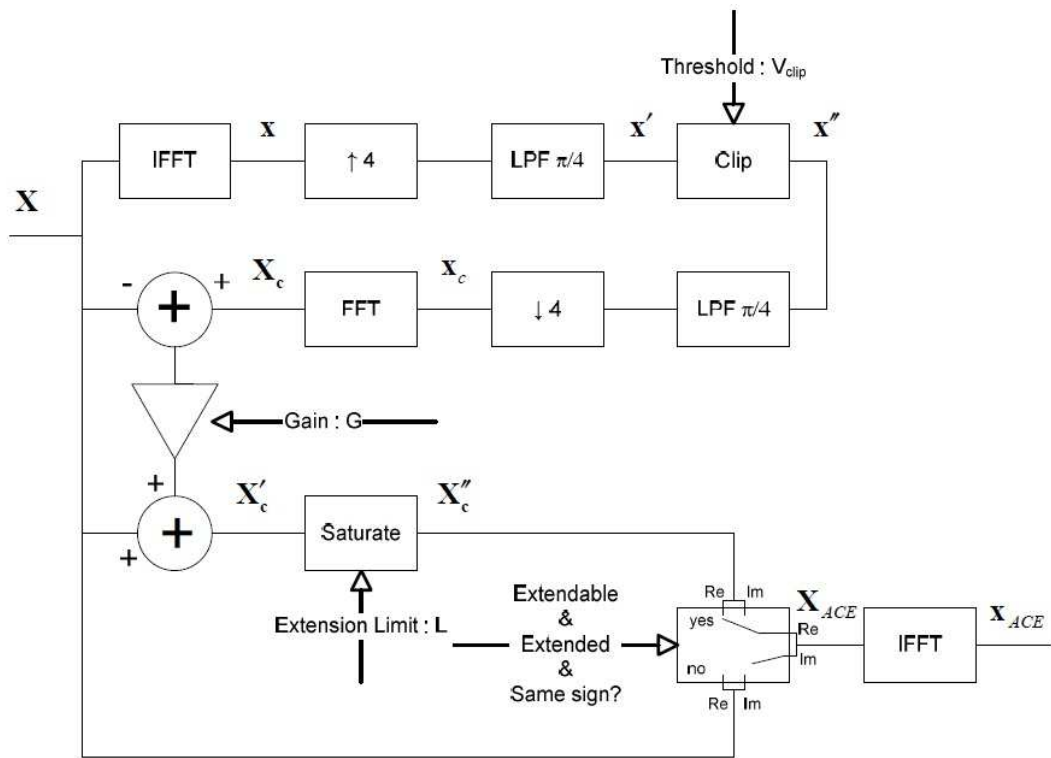 Threshold : Vclip
x
x′
x″
IFFT
↑ 4
LPF π/4
Clip
X
-
+
+
Xc
xc
FFT
↓ 4
LPF π/4
Gain : G
+
+
+
X′c
X″c
Saturate
Extension Limit : L
Extendable
&
Extended
&
Same sign?
Re Im
yes
no
Re
Im
Re Im
XACE
IFFT
xACE